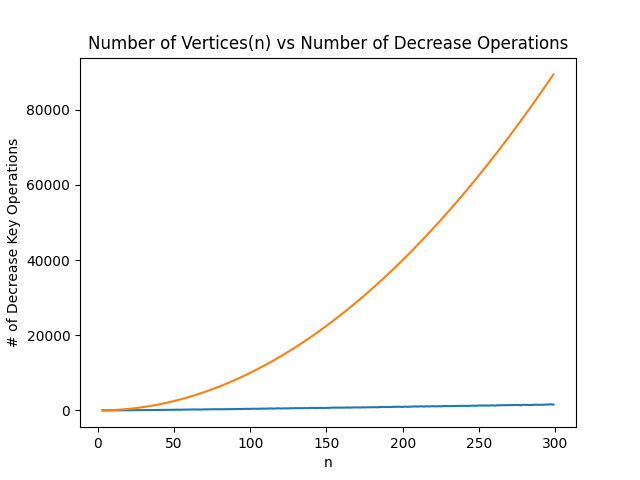 Number of Vertices(n) vs Number of Decrease Operations
# of Decrease Key Operations
80000
60000
40000
20000
0
0 50 100 150 200 250 300
n